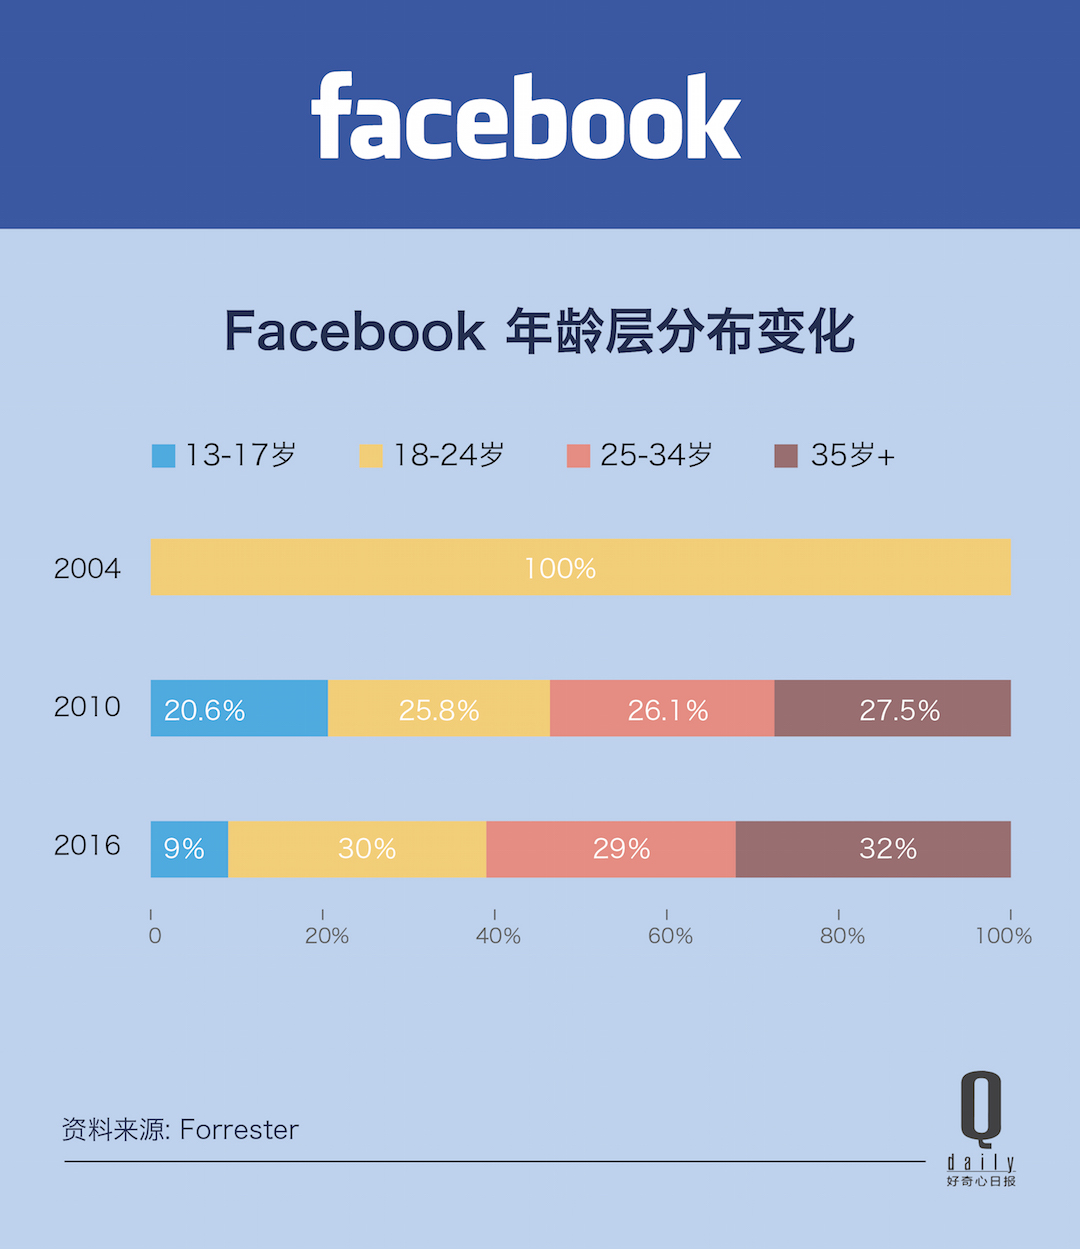 facebook
Facebook 年龄层分布变化
13-17岁 18-24岁 25-34岁 35岁+
2004 100%
2010 20.6% 25.8% 26.1% 27.5%
2016 9% 30% 29% 32%
0 20% 40% 60% 80% 100%
资料来源: Forrester
Q
daily
好奇心日报